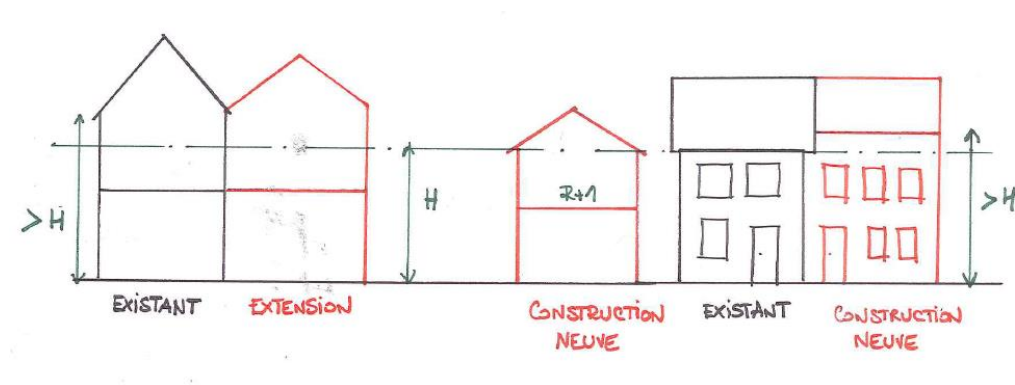 >H
EXISTANT
EXTENSION
H
R+1
CONSTRUCTION
NEUVE
EXISTANT
CONSTRUCTION
NEUVE
>H